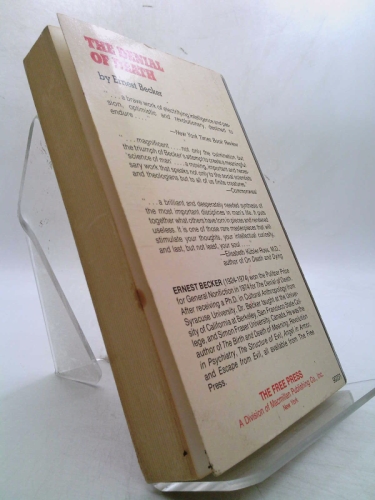 THE DENIAL
OF DEATH
by Ernest Becker
. . . a brave work of electrifying intelligence and pas-
sion, optimistic and revolutionary, destined to
endure . . .
—New York Times Book Review
. . . magnificent . . . not only the culmination but
the triumph of Becker's attempt to create a meaningful
'science of man' . . . a moving, important and neces-
sary work that speaks not only to the social scientists
and theologians but to all of us finite creatures."
—Commonweal
. . . a brilliant and desperately needed synthesis of
the most important disciplines in man's life. It puts
together what others have torn in pieces and rendered
useless. It is one of those rare masterpieces that will
stimulate your thoughts, your intellectual curiosity,
and last, but not least, your soul. . .
—Elisabeth Kübler-Ross, M.D.,
author of On Death and Dying
ERNEST BECKER (1924-1974) won the Pulitzer Prize
for General Nonfiction in 1974 for The Denial of Death.
After receiving a Ph.D. in Cultural Anthropology from
Syracuse University, Dr. Becker taught at the Univer-
sity of California at Berkeley, San Francisco State Col-
lege, and Simon Fraser University, Canada. He was the
author of The Birth and Death of Meaning, Revolution
in Psychiatry, The Structure of Evil, Angel in Armor,
and Escape from Evil, all available from The Free
Press.
THE FREE PRESS
A Division of Macmillan Publishing Co., Inc.
New York